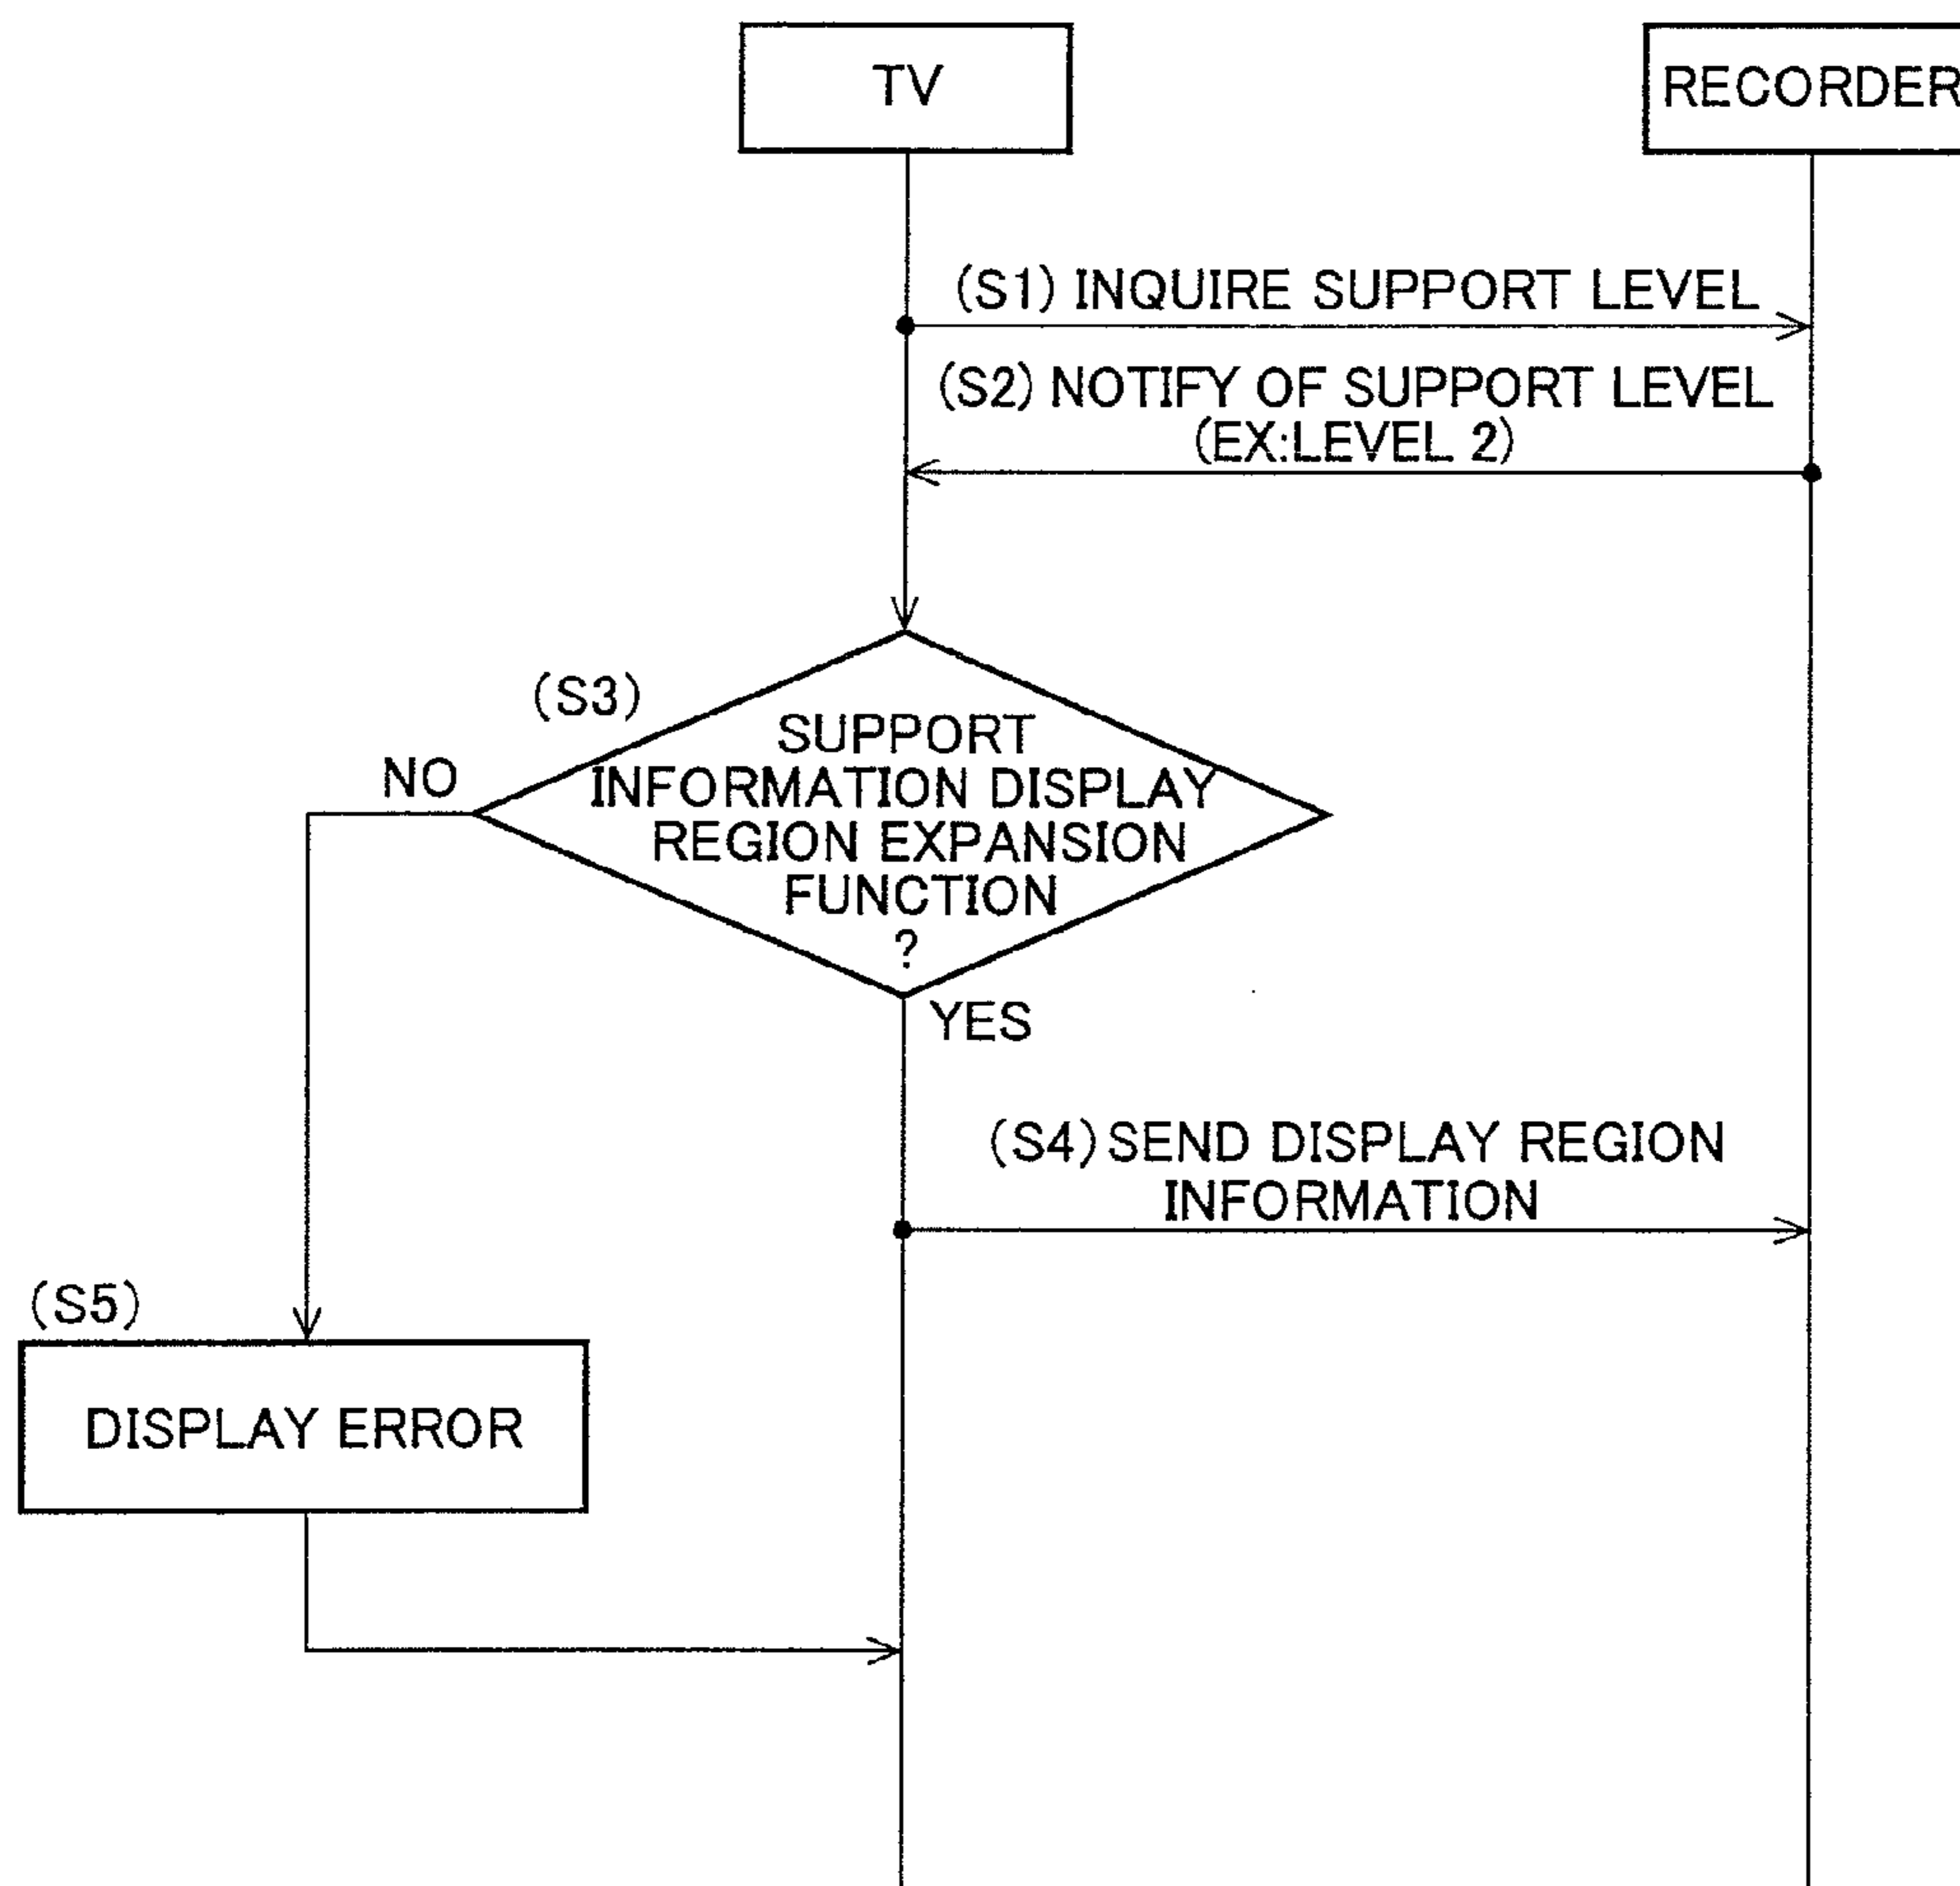 TV
RECORDER
(S1) INQUIRE SUPPORT LEVEL
(S2) NOTIFY OF SUPPORT LEVEL
(EX:LEVEL 2)
(S3)
SUPPORT
INFORMATION DISPLAY
REGION EXPANSION
FUNCTION
?
NO
YES
(S4) SEND DISPLAY REGION
INFORMATION
(S5)
DISPLAY ERROR